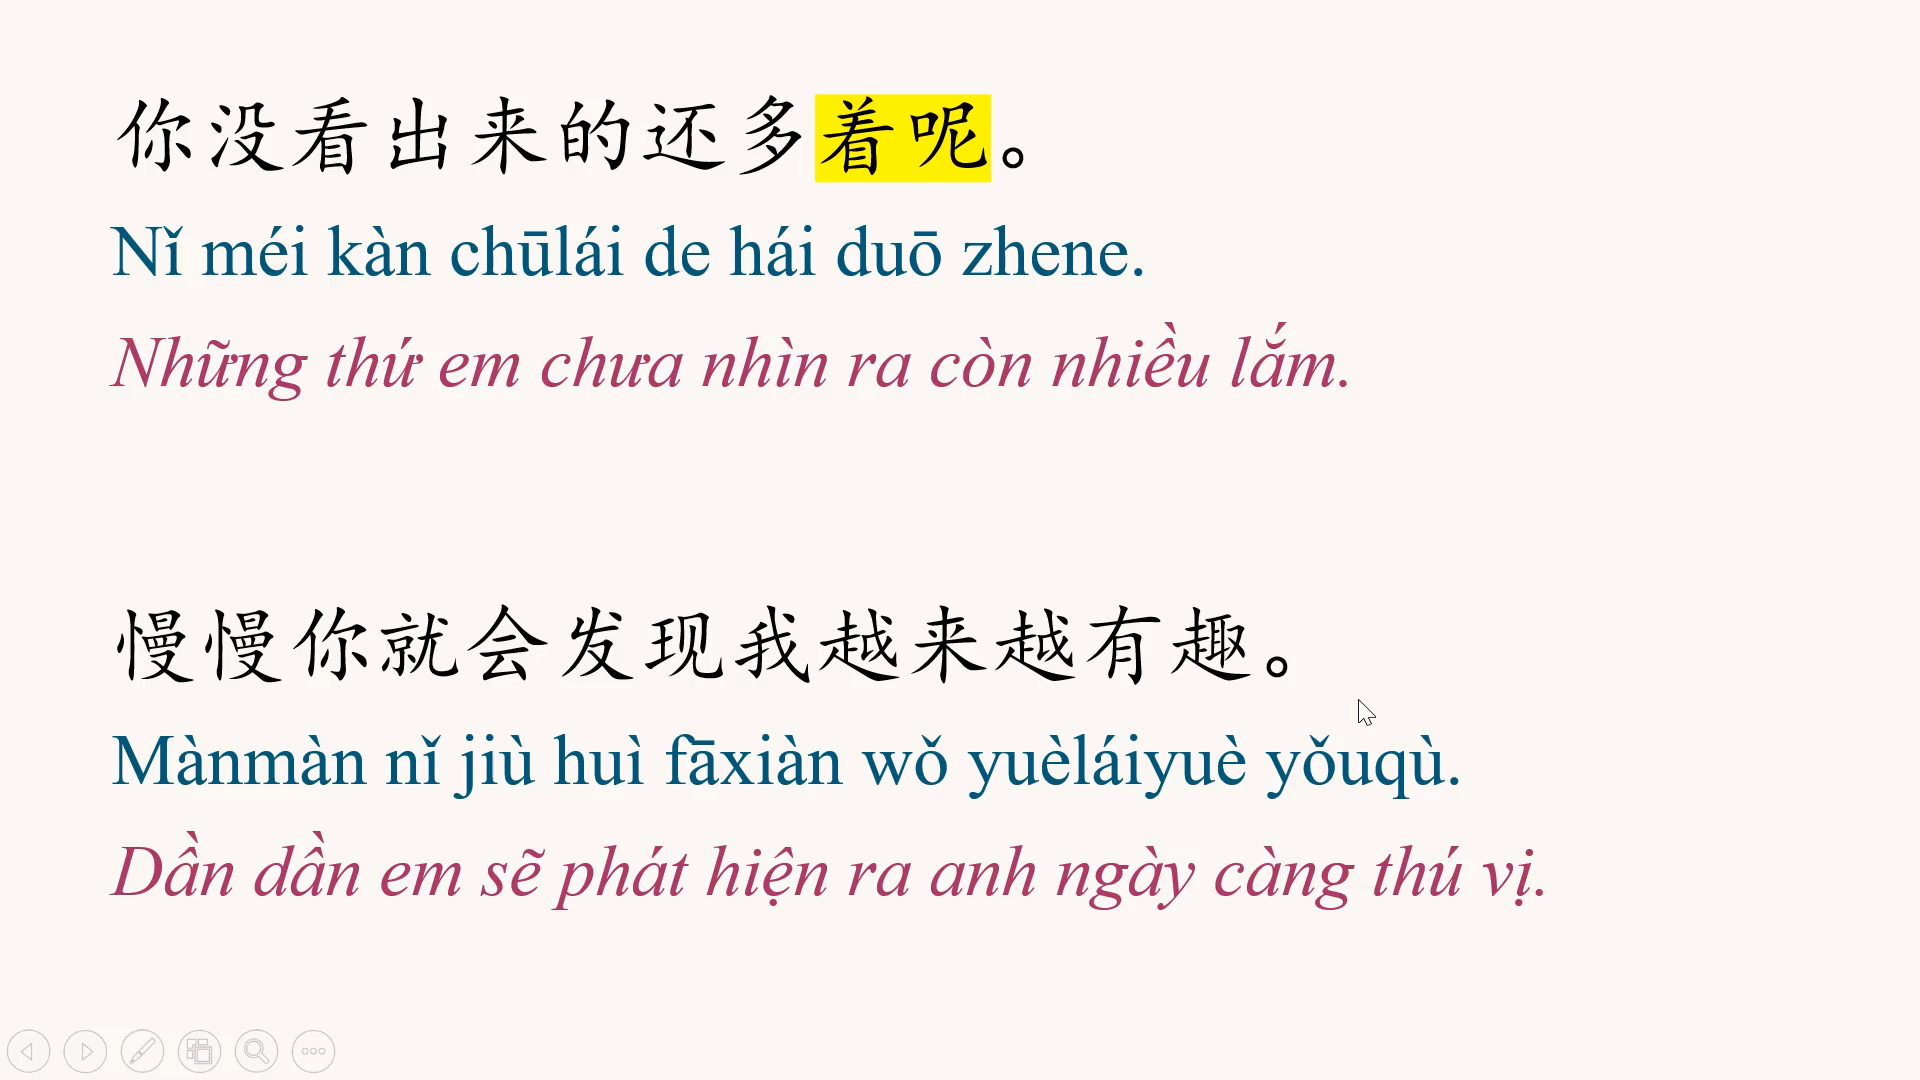 你没看出来的还多着呢。
Nǐ méi kàn chūlái de hái duō zhene.
Những thứ em chưa nhìn ra còn nhiều lắm.
慢慢你就会发现我越来越有趣。
Mànmàn nǐ jiù huì fāxiàn wǒ yuèláiyuè yǒuqù.
Dần dần em sẽ phát hiện ra anh ngày càng thú vị.